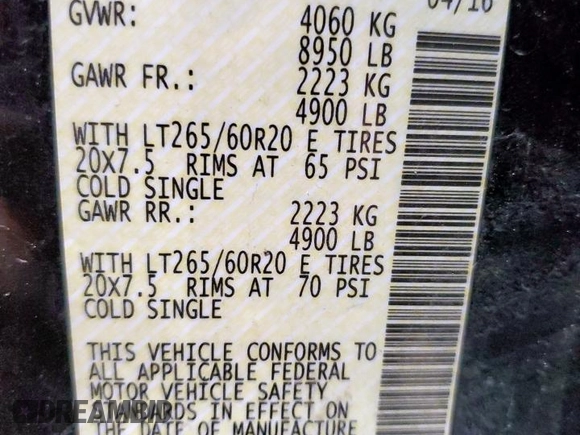 04/16
GVWR: 4060 KG
8950 LB
GAWR FR.: 2223 KG
4900 LB
WITH LT265/60R20 E TIRES
20X7.5 RIMS AT 65 PSI
COLD SINGLE
GAWR RR.: 2223 KG
4900 LB
WITH LT265/60R20 E TIRES
20X7.5 RIMS AT 70 PSI
COLD SINGLE
THIS VEHICLE CONFORMS TO
ALL APPLICABLE FEDERAL
MOTOR VEHICLE SAFETY
IN EFFECT ON
THE DATE OF MANUFACTURE